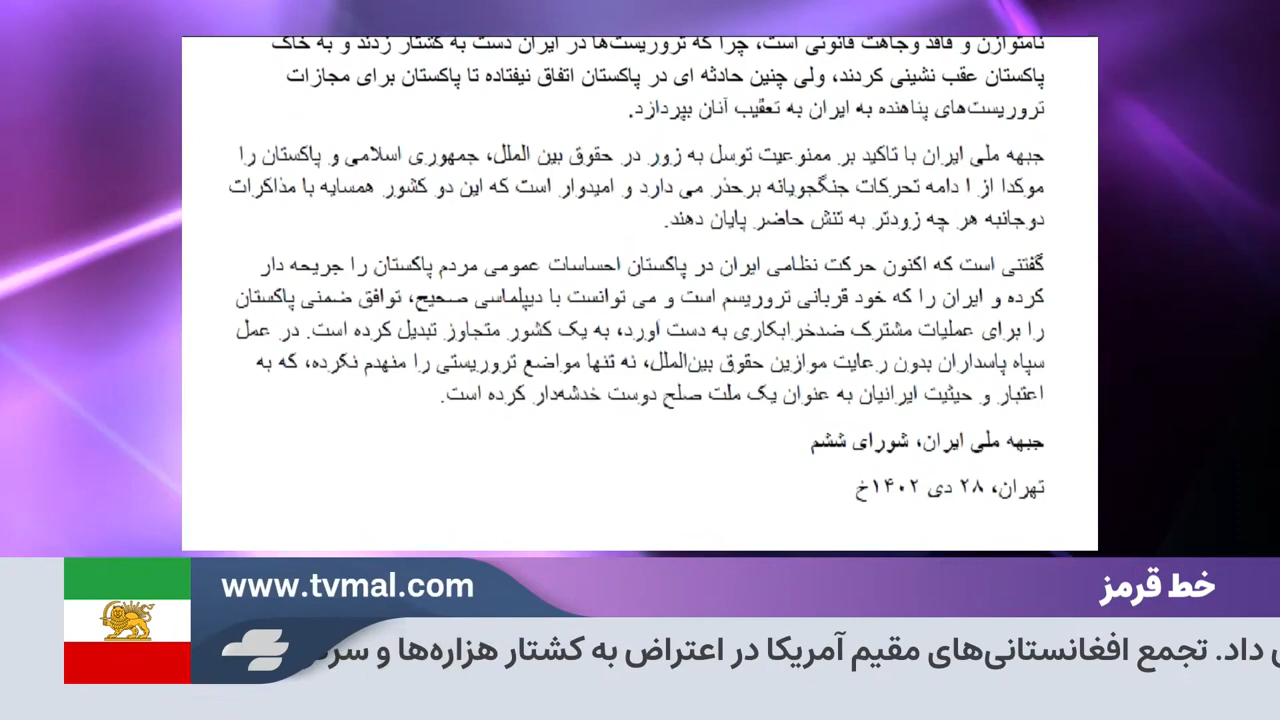 نامتوازن و فاقد وجاهت قانونی است، چرا که تروریست‌ها در ایران دست به کشتار زدند و به خاک
پاکستان عقب نشینی کردند، ولی چنین حادثه ای در پاکستان اتفاق نیفتاده تا پاکستان برای مجازات
تروریست‌های پناهنده به ایران به تعقیب آنان بپردازد.
جبهه ملی ایران با تاکید بر ممنوعیت توسل به زور در حقوق بین الملل، جمهوری اسلامی و پاکستان را
موکدا از ا دامه تحرکات جنگجویانه برحذر می دارد و امیدوار است که این دو کشور همسایه با مذاکرات
دوجانبه هر چه زودتر به تنش حاضر پایان دهند.
گفتنی است که اکنون حرکت نظامی ایران در پاکستان احساسات عمومی مردم پاکستان را جریحه دار
کرده و ایران را که خود قربانی تروریسم است و می توانست با دیپلماسی صحیح، توافق ضمنی پاکستان
را برای عملیات مشترک ضدخرابکاری به دست آورد، به یک کشور متجاوز تبدیل کرده است. در عمل
سپاه پاسداران بدون رعایت موازین حقوق بین‌الملل، نه تنها مواضع تروریستی را منهدم نکرده، که به
اعتبار و حیثیت ایرانیان به عنوان یک ملت صلح دوست خدشه‌دار کرده است.
جبهه ملی ایران، شورای ششم
تهران، ۲۸ دی ۱۴۰۲خ
www.tvmal.com
خط قرمز
داد. تجمع افغانستانی‌های مقیم آمریکا در اعتراض به کشتار هزاره‌ها و